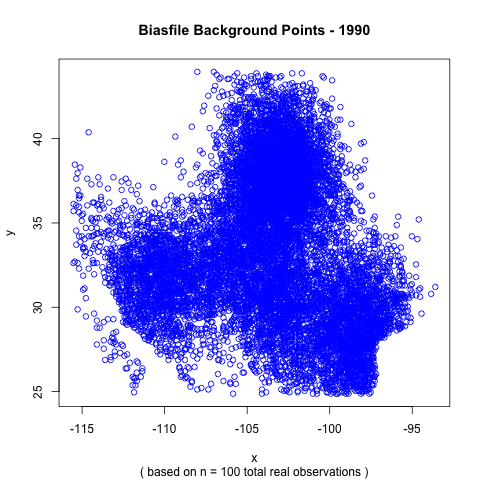 Biasfile Background Points - 1990
y
40
35
30
25
-115 -110 -105 -100 -95
x
( based on n = 100 total real observations )